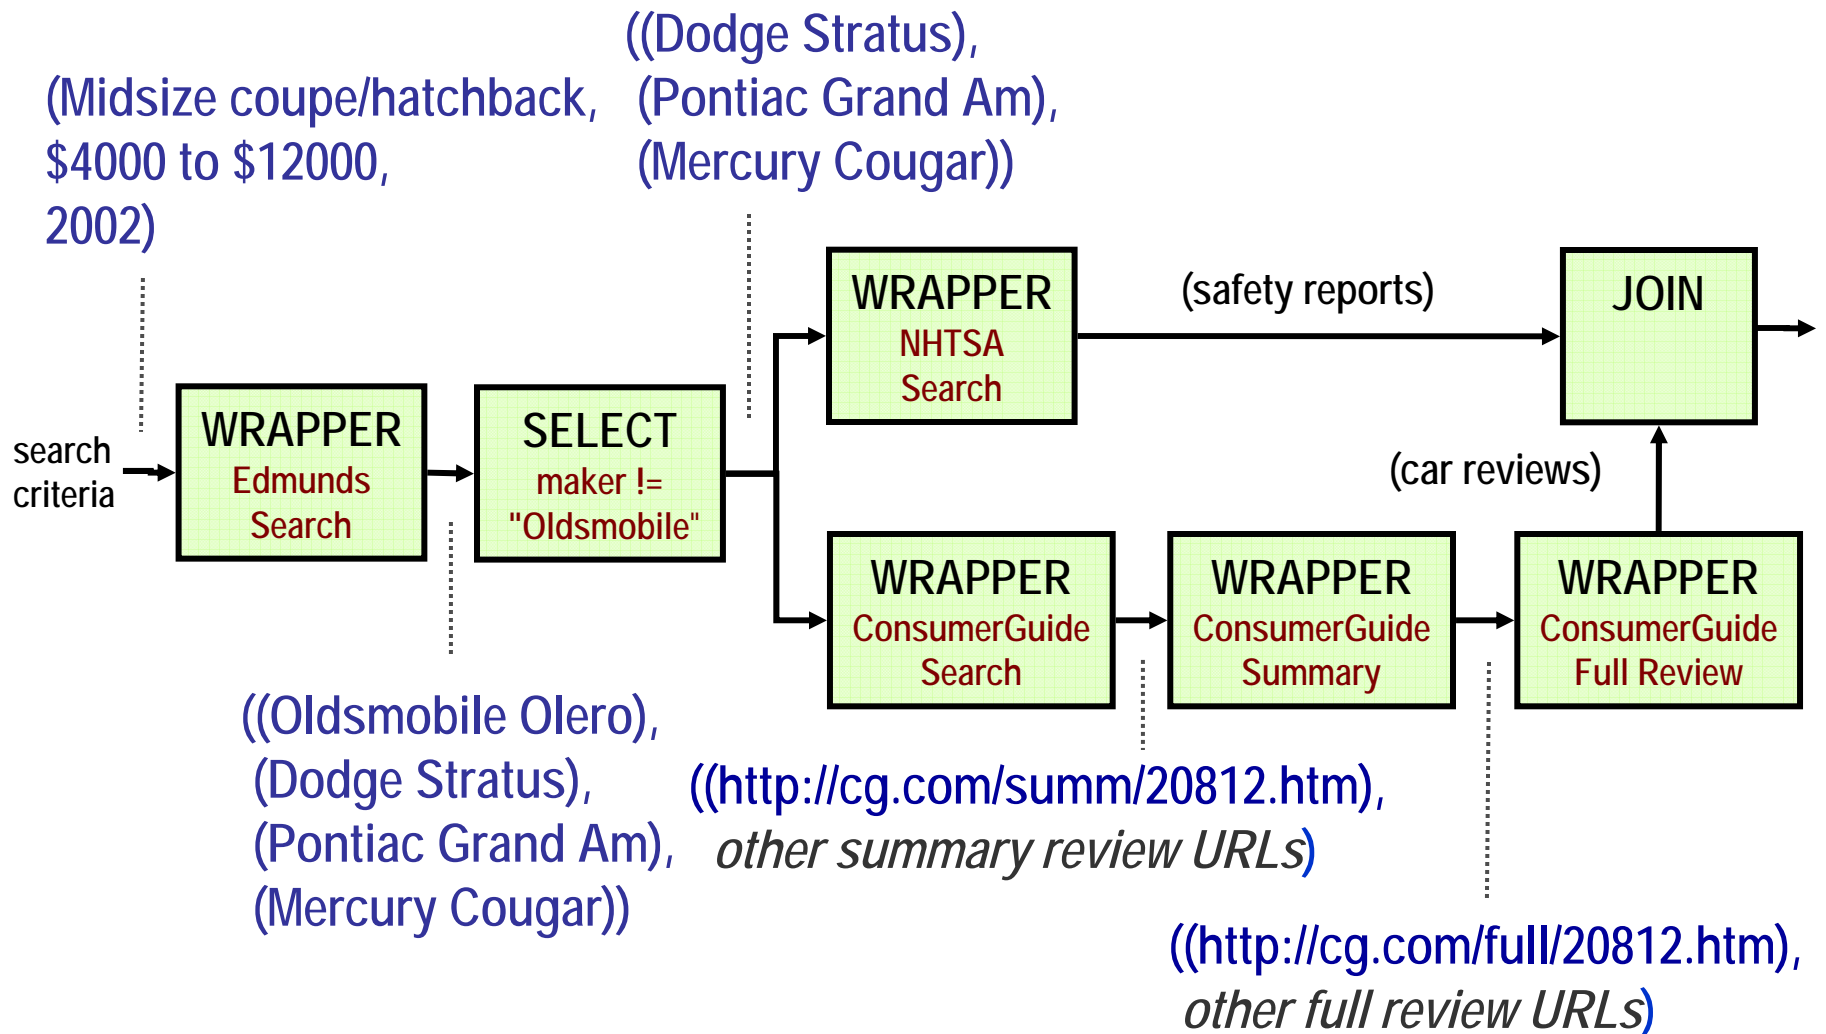 (Midsize coupe/hatchback,
$4000 to $12000,
2002)
((Dodge Stratus),
(Pontiac Grand Am),
(Mercury Cougar))
search
criteria
WRAPPER
Edmunds
Search
SELECT
maker !=
"Oldsmobile"
WRAPPER
NHTSA
Search
(safety reports)
JOIN
(car reviews)
WRAPPER
ConsumerGuide
Search
WRAPPER
ConsumerGuide
Summary
WRAPPER
ConsumerGuide
Full Review
((Oldsmobile Olero),
(Dodge Stratus),
(Pontiac Grand Am),
(Mercury Cougar))
((http://cg.com/summ/20812.htm),
other summary review URLs)
((http://cg.com/full/20812.htm),
other full review URLs)